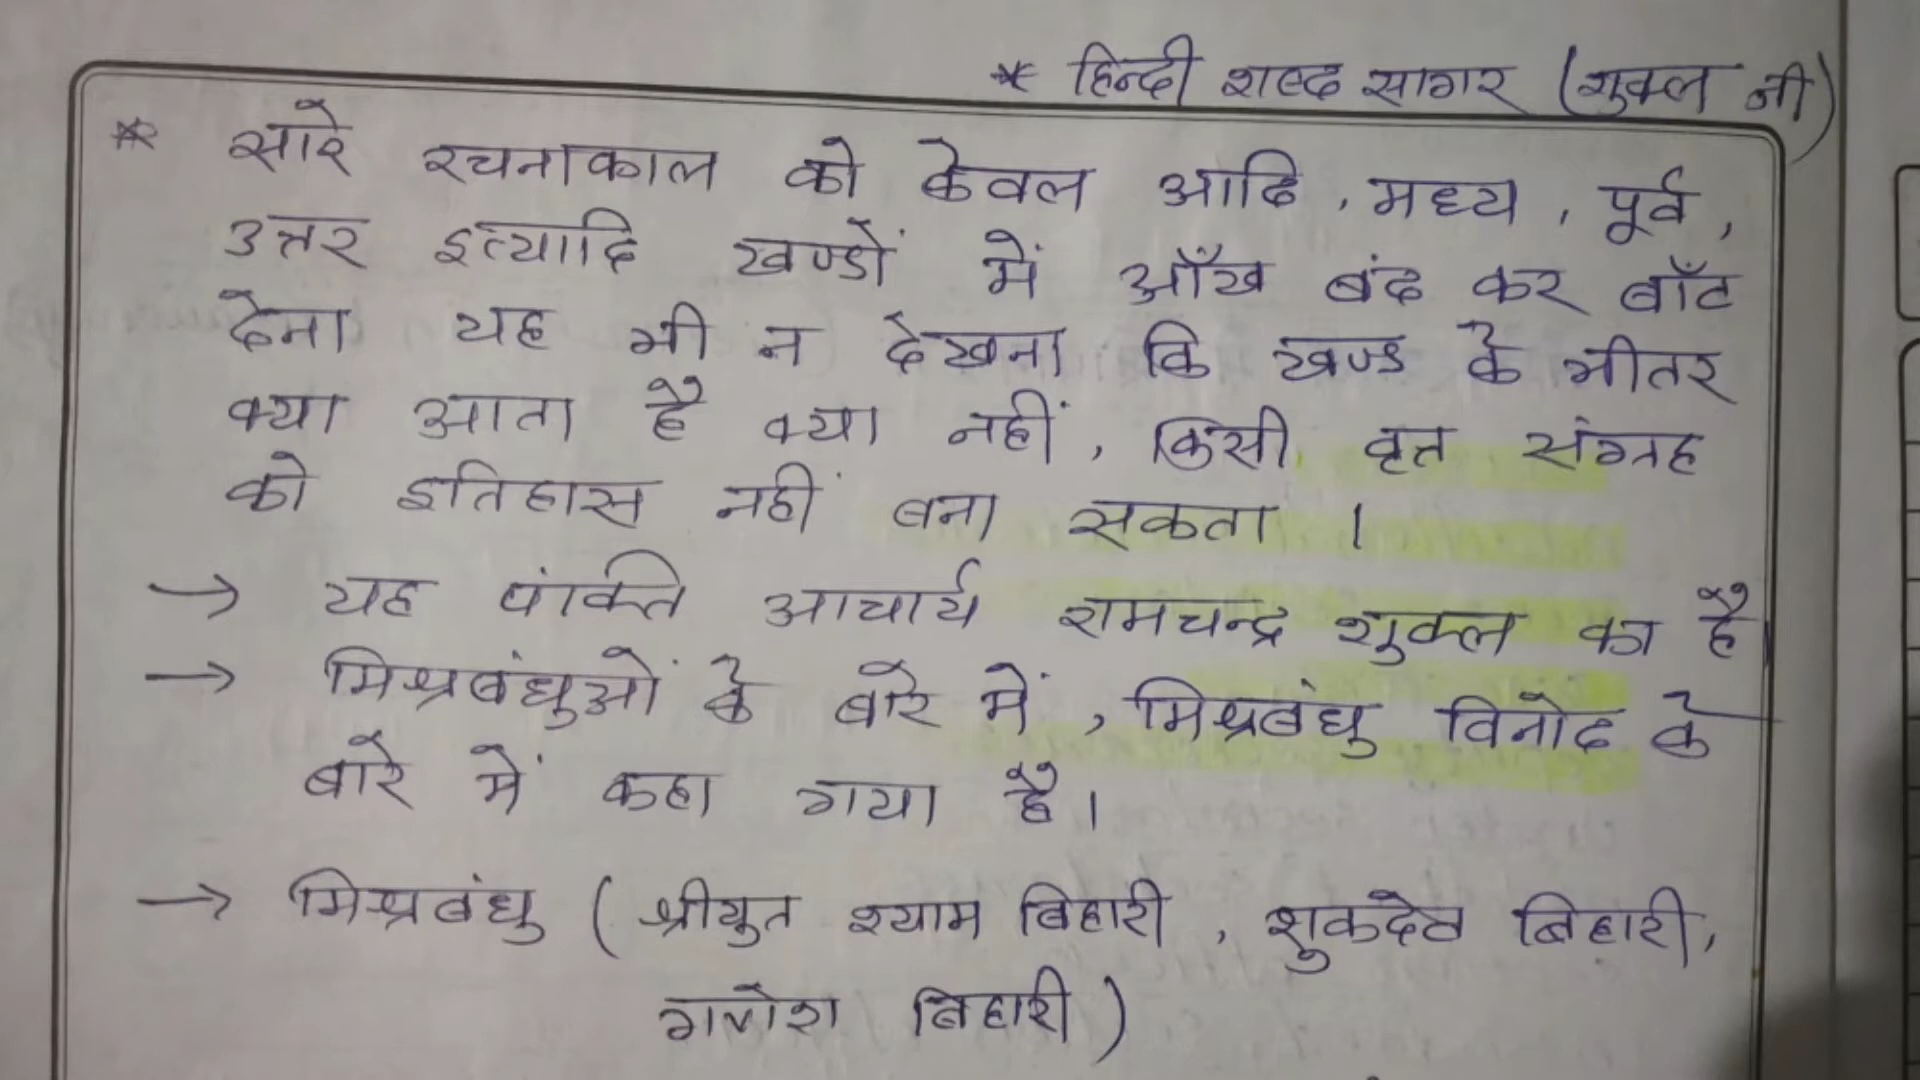 * हिन्दी शब्द सागर (शुक्ल जी)
* सारे रचनाकाल को केवल आदि, मध्य, पूर्व,
उत्तर इत्यादि खण्डों में आँख बंद कर बाँट
देना यह भी न देखना कि खण्ड के भीतर
क्या आता है क्या नहीं, किसी वृत्त संग्रह
को इतिहास नहीं बना सकता ।
→ यह पंक्ति आचार्य रामचन्द्र शुक्ल का है
→ मिश्रबंधुओं के बारे में, मिश्रबंधु विनोद के
बारे में कहा गया है।
→ मिश्रबंधु ( श्रीयुत श्याम बिहारी, शुकदेव बिहारी,
गणेश बिहारी )